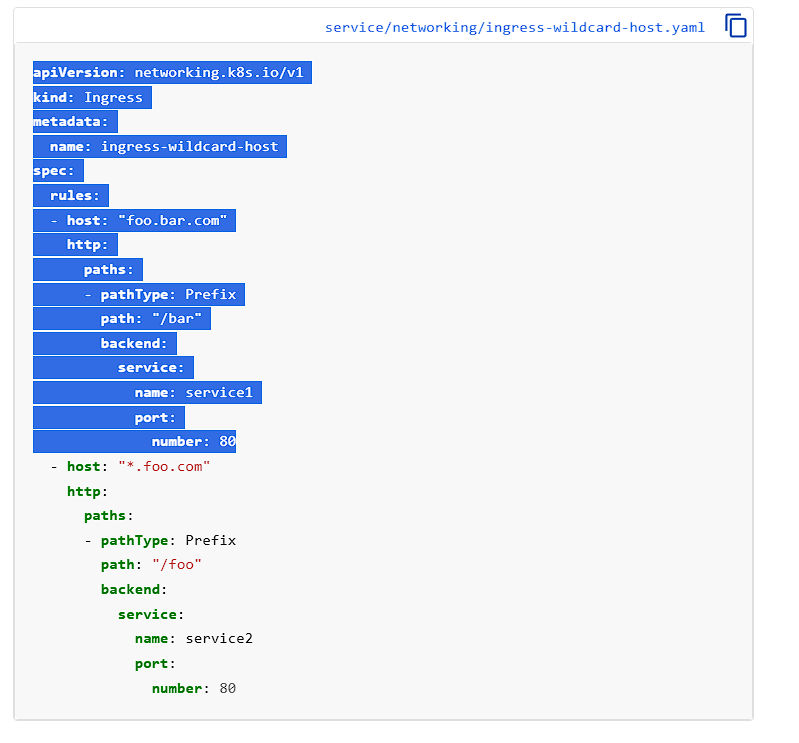 service/networking/ingress-wildcard-host.yaml
apiVersion: networking.k8s.io/v1
kind: Ingress
metadata:
  name: ingress-wildcard-host
spec:
  rules:
  - host: "foo.bar.com"
    http:
      paths:
      - pathType: Prefix
        path: "/bar"
        backend:
          service:
            name: service1
            port:
              number: 80
  - host: "*.foo.com"
    http:
      paths:
      - pathType: Prefix
        path: "/foo"
        backend:
          service:
            name: service2
            port:
              number: 80